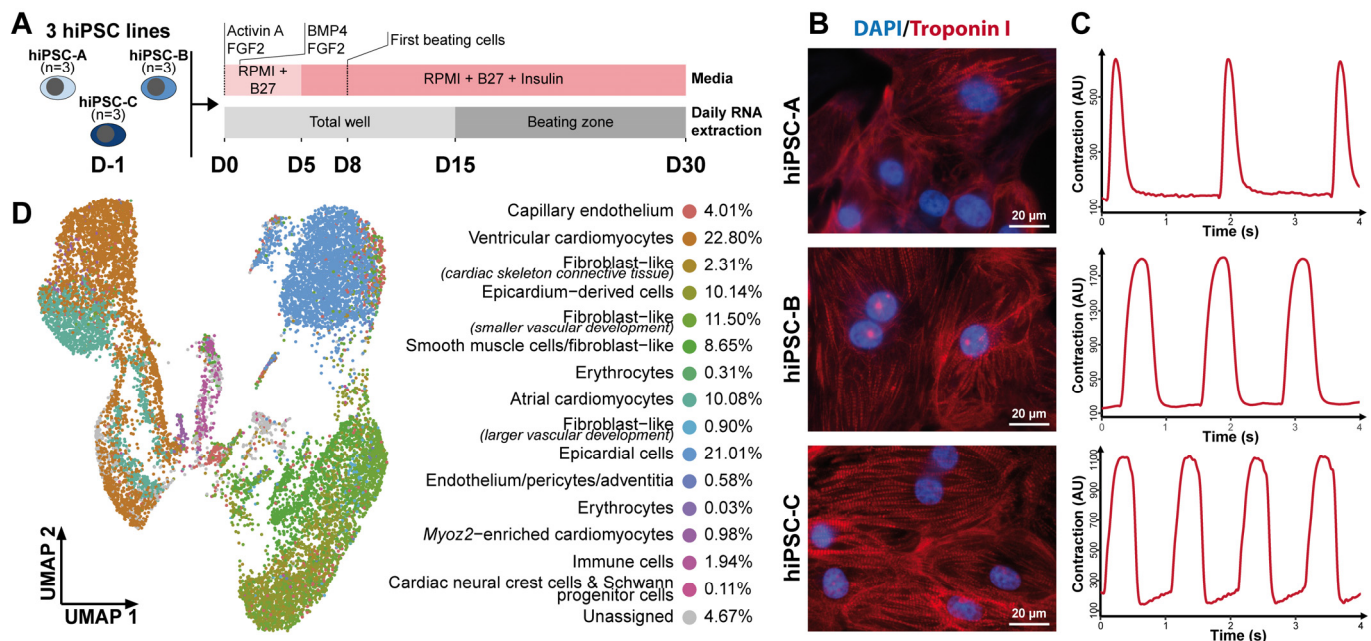 A
3 hiPSC lines
hiPSC-A
(n=3)
hiPSC-B
(n=3)
hiPSC-C
(n=3)
D-1
Activin A
FGF2
BMP4
FGF2
First beating cells
RPMI +
B27
RPMI + B27 + Insulin
Media
Total well
Beating zone
Daily RNA
extraction
D0
D5
D8
D15
D30
B
DAPI/Troponin I
hiPSC-A
20 µm
hiPSC-B
20 µm
hiPSC-C
20 µm
C
Contraction (AU)
500
300
100
0
1
2
3
4
Time (s)
Contraction (AU)
1700
1300
900
500
100
0
1
2
3
4
Time (s)
Contraction (AU)
1100
900
700
500
300
100
0
1
2
3
4
Time (s)
D
UMAP 2
UMAP 1
Capillary endothelium 4.01%
Ventricular cardiomyocytes 22.80%
Fibroblast−like 2.31%
(cardiac skeleton connective tissue)
Epicardium−derived cells 10.14%
Fibroblast−like 11.50%
(smaller vascular development)
Smooth muscle cells/fibroblast−like 8.65%
Erythrocytes 0.31%
Atrial cardiomyocytes 10.08%
Fibroblast−like 0.90%
(larger vascular development)
Epicardial cells 21.01%
Endothelium/pericytes/adventitia 0.58%
Erythrocytes 0.03%
Myoz2−enriched cardiomyocytes 0.98%
Immune cells 1.94%
Cardiac neural crest cells & Schwann
progenitor cells 0.11%
Unassigned 4.67%